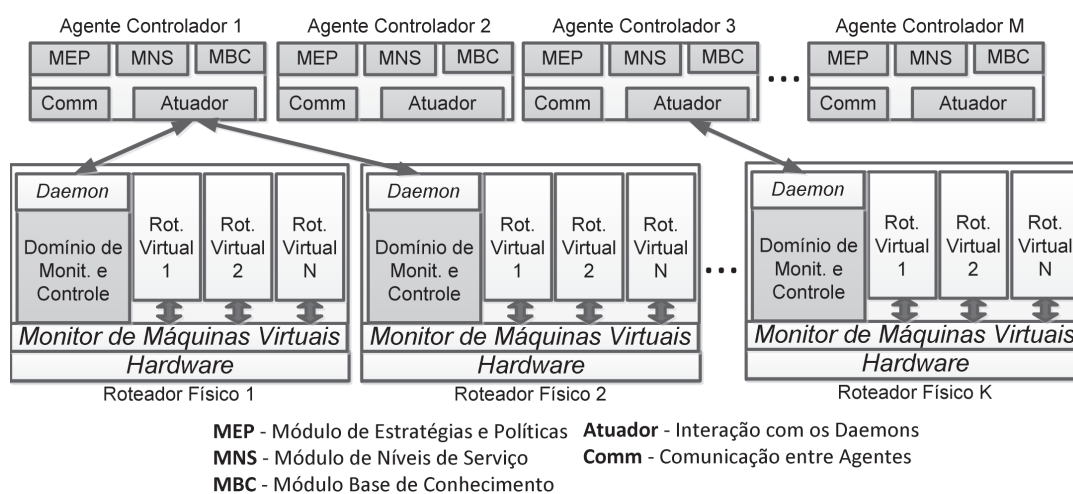 Agente Controlador 1
Agente Controlador 2
Agente Controlador 3
Agente Controlador M
MEP MNS MBC
Comm Atuador
MEP MNS MBC
Comm Atuador
MEP MNS MBC
Comm Atuador
...
MEP MNS MBC
Comm Atuador
Daemon
Domínio de
Monit. e
Controle
Rot.
Virtual
1
Rot.
Virtual
2
Rot.
Virtual
N
Monitor de Máquinas Virtuais
Hardware
Roteador Físico 1
Daemon
Domínio de
Monit. e
Controle
Rot.
Virtual
1
Rot.
Virtual
2
Rot.
Virtual
N
Monitor de Máquinas Virtuais
Hardware
Roteador Físico 2
...
Daemon
Domínio de
Monit. e
Controle
Rot.
Virtual
1
Rot.
Virtual
2
Rot.
Virtual
N
Monitor de Máquinas Virtuais
Hardware
Roteador Físico K
MEP - Módulo de Estratégias e Políticas
MNS - Módulo de Níveis de Serviço
MBC - Módulo Base de Conhecimento
Atuador - Interação com os Daemons
Comm - Comunicação entre Agentes